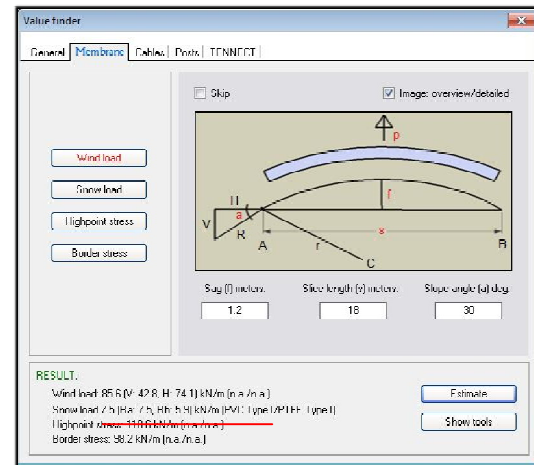 Value finder
General Membrane Cables Posts TENNECT
Skip Image: overview/detailed
p
Wind load
Snow load
Highpoint stress
Border stress
H
V a f
R s
A r B
C
Sag (f) meters. Slice length (s) meters. Slope angle (a) deg.
1.2 18 30
RESULT.
Wind load: 85.6 (V: 42.8, H: 74.1) kN/m (n.a./n.a.)
Snow load 7.5 (Ra: 7.5, Rh: 5.9) kN/m (PVC Type I/PTFE Type I)
Highpoint stress: 118.6 kN/m (n.a./n.a.)
Border stress: 98.2 kN/m (n.a./n.a.)
Estimate
Show tools